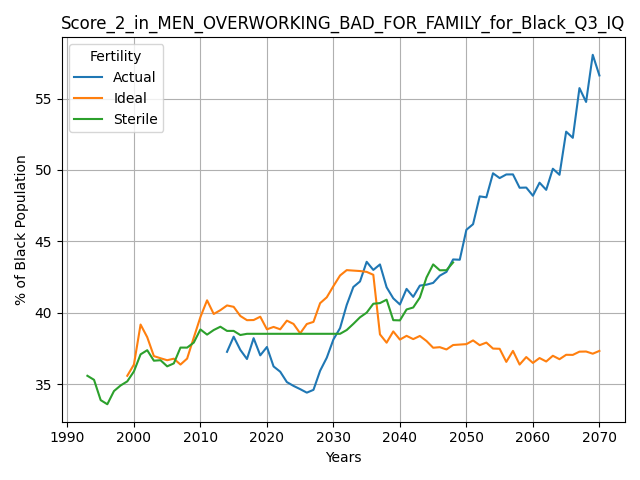 Score_2_in_MEN_OVERWORKING_BAD_FOR_FAMILY_for_Black_Q3_IQ
Fertility
Actual
Ideal
Sterile
% of Black Population
55
50
45
40
35
1990
2000
2010
2020
2030
2040
2050
2060
2070
Years